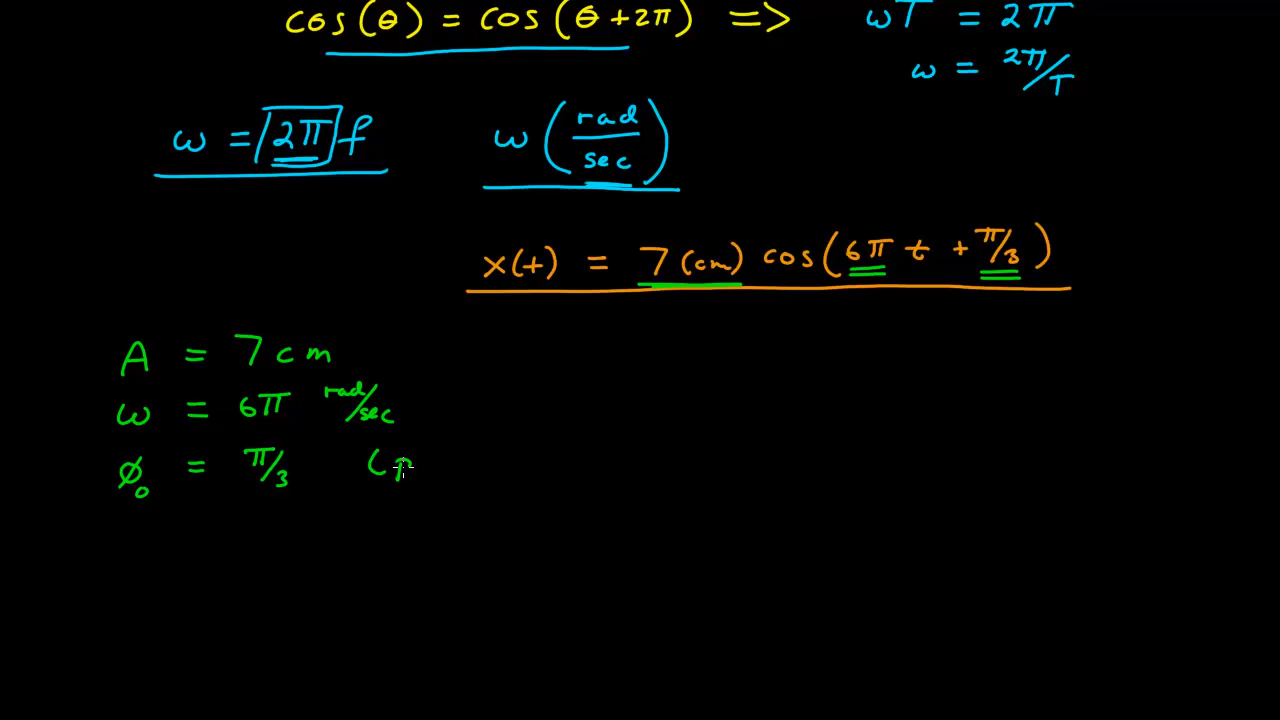 cos(θ) = cos(θ+2π) => ωT = 2π
ω = 2π/T
ω = 2π f ω (rad/sec)
x(t) = 7 (cm) cos(6π t + π/3)
A = 7 cm
ω = 6π rad/sec
φ₀ = π/3 (